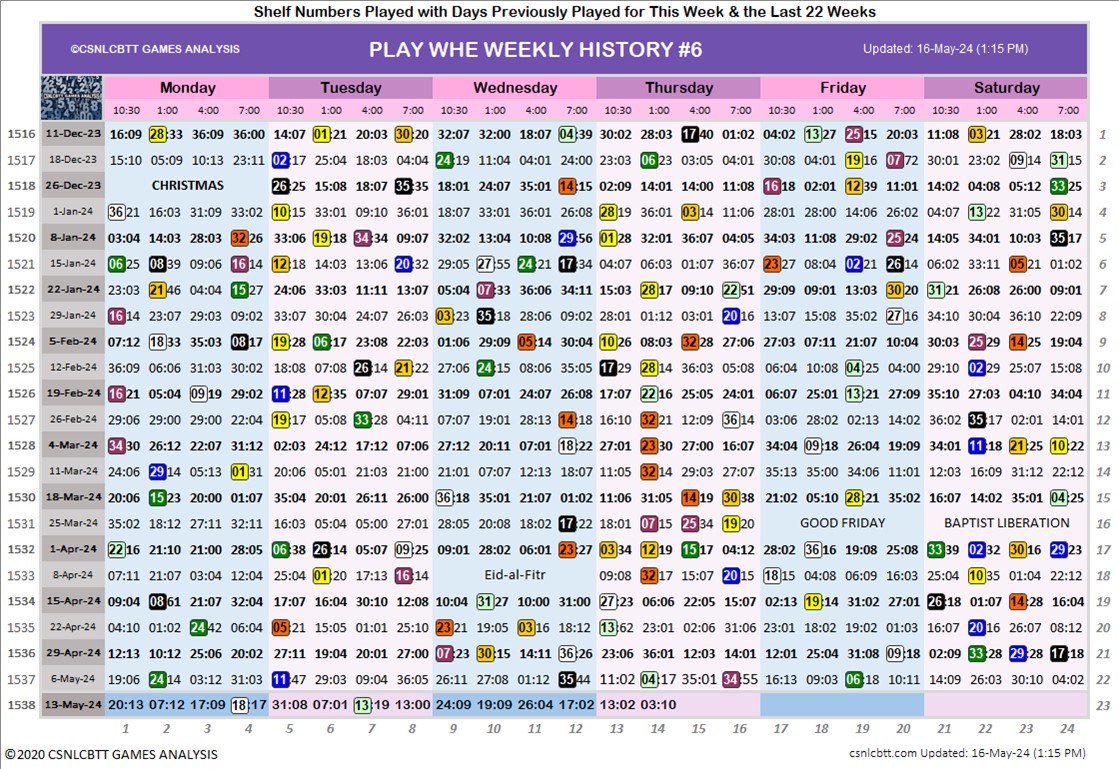 Shelf Numbers Played with Days Previously Played for This Week & the Last 22 Weeks
©CSNLCBTT GAMES ANALYSIS PLAY WHE WEEKLY HISTORY #6 Updated: 16-May-24 (1:15 PM)
Monday Tuesday Wednesday Thursday Friday Saturday
10:30 1:00 4:00 7:00 10:30 1:00 4:00 7:00 10:30 1:00 4:00 7:00 10:30 1:00 4:00 7:00 10:30 1:00 4:00 7:00 10:30 1:00 4:00 7:00
1516 11-Dec-23 16:09 28:33 36:09 36:00 14:07 01:21 20:03 30:20 32:07 32:00 18:07 04:39 30:02 28:03 15:40 01:02 04:02 13:27 25:15 20:03 11:08 03:21 28:02 18:03 1
1517 18-Dec-23 15:10 05:09 10:13 23:11 02:17 25:04 18:03 04:04 24:19 11:04 04:01 24:00 23:03 06:23 03:05 04:01 30:08 04:01 19:16 07:72 30:01 23:02 09:14 31:15 2
1518 26-Dec-23 CHRISTMAS 26:25 15:08 18:07 35:35 18:01 24:07 35:01 14:15 02:09 14:01 14:00 11:08 16:18 02:01 12:39 11:01 14:02 04:08 05:12 33:25 3
1519 1-Jan-24 36:21 16:03 31:09 33:02 10:15 33:01 09:10 36:01 18:07 33:01 36:01 26:08 28:19 36:01 03:14 11:06 28:01 28:00 14:06 26:02 04:07 13:22 31:05 30:14 4
1520 8-Jan-24 03:04 14:03 28:03 32:26 33:06 19:18 34:34 09:07 32:02 13:04 10:08 29:56 01:28 32:01 36:07 04:05 34:03 11:08 29:02 25:24 14:05 34:01 10:03 35:17 5
1521 15-Jan-24 06:25 08:39 09:06 16:14 12:18 14:03 13:06 20:32 29:05 27:55 24:21 17:34 04:07 06:03 01:07 36:07 23:27 08:04 02:21 26:14 06:02 33:11 05:21 01:02 6
1522 22-Jan-24 23:03 21:46 04:04 15:27 24:06 33:03 11:11 13:07 05:04 07:33 36:06 34:11 15:03 28:17 09:10 22:51 29:09 09:01 13:03 30:20 31:21 26:08 26:00 09:01 7
1523 29-Jan-24 16:14 23:07 29:03 09:02 33:07 30:04 24:07 26:03 03:23 35:18 28:06 09:02 28:01 01:12 03:01 20:16 13:07 15:08 35:02 27:16 34:10 30:04 36:10 22:09 8
1524 5-Feb-24 07:12 18:33 35:03 08:17 19:28 06:17 23:08 22:03 01:06 29:09 05:14 30:04 10:26 08:03 32:28 27:06 27:03 07:11 21:07 10:04 03:02 25:29 14:25 19:04 9
1525 12-Feb-24 36:09 06:06 31:03 30:02 18:08 07:08 26:14 21:22 27:06 24:15 08:06 35:05 17:29 28:14 36:03 05:08 06:04 10:08 04:25 04:00 29:10 02:29 25:07 15:08 10
1526 19-Feb-24 16:21 05:04 09:19 29:02 11:28 12:35 35:07 08:07 31:10 07:01 24:07 26:09 17:07 22:16 25:05 24:01 06:07 23:01 13:21 27:09 35:10 27:03 04:10 34:04 11
1527 26-Feb-24 29:06 29:00 29:00 22:04 19:17 05:08 33:28 04:11 07:07 19:01 28:13 14:18 16:10 32:21 12:09 36:14 03:08 16:02 02:13 14:02 36:02 35:17 02:01 14:01 12
1528 4-Mar-24 34:30 26:12 22:07 31:12 02:03 24:12 17:12 07:06 27:12 20:11 07:01 18:22 27:01 23:30 27:00 16:07 34:04 09:18 26:04 19:09 34:01 11:18 21:25 10:22 13
1529 11-Mar-24 24:06 29:14 05:13 01:31 20:06 05:01 21:03 21:00 21:01 07:07 12:13 18:07 11:05 32:14 29:03 27:07 35:13 35:00 14:06 11:01 12:03 16:09 31:12 22:12 14
1530 18-Mar-24 20:06 15:23 20:00 01:07 35:04 20:01 26:11 26:00 36:18 35:01 21:07 01:02 11:06 31:05 14:19 30:38 21:02 05:10 28:21 35:02 16:07 14:02 35:01 04:25 15
1531 25-Mar-24 35:02 18:12 27:11 32:11 16:03 05:04 05:00 27:01 28:05 20:08 18:02 17:22 18:01 07:15 25:34 19:20 GOOD FRIDAY BAPTIST LIBERATION 16
1532 1-Apr-24 22:16 21:10 21:00 28:05 06:38 26:14 05:07 09:25 09:01 28:02 06:01 23:27 03:34 12:19 15:17 04:12 28:02 36:16 19:08 25:08 33:39 02:32 30:16 29:23 17
1533 8-Apr-24 07:11 21:07 03:04 12:04 25:04 01:20 17:13 16:14 Eid-al-Fitr 09:08 32:17 15:07 20:15 18:15 04:08 06:09 16:03 25:04 10:35 01:04 22:12 18
1534 15-Apr-24 09:04 08:61 21:07 32:04 17:07 16:04 30:10 12:08 10:04 31:27 10:00 31:00 27:23 06:06 22:05 15:07 02:13 19:14 31:02 27:01 26:18 01:07 14:28 16:04 19
1535 22-Apr-24 04:10 01:02 24:42 06:04 05:21 15:05 01:01 25:10 23:21 19:05 03:16 18:12 13:62 23:01 02:06 31:06 23:01 18:02 19:02 23:03 16:07 20:16 26:07 08:12 20
1536 29-Apr-24 12:13 10:12 25:06 20:02 27:11 19:04 20:01 27:00 07:23 30:15 14:11 36:26 23:06 36:01 12:03 14:01 12:01 25:04 31:08 09:18 02:09 33:28 29:28 17:18 21
1537 6-May-24 19:06 24:14 03:12 31:03 11:47 29:03 09:04 36:05 26:11 27:08 01:12 35:44 11:02 04:17 35:01 34:55 16:13 09:03 06:18 10:11 14:09 26:03 30:10 04:02 22
1538 13-May-24 20:13 07:12 17:09 18:17 31:08 07:01 13:19 13:00 24:09 19:09 26:04 17:02 13:02 03:10 23
1 2 3 4 5 6 7 8 9 10 11 12 13 14 15 16 17 18 19 20 21 22 23 24
©2020 CSNLCBTT GAMES ANALYSIS csnlcbtt.com Updated: 16-May-24 (1:15 PM)